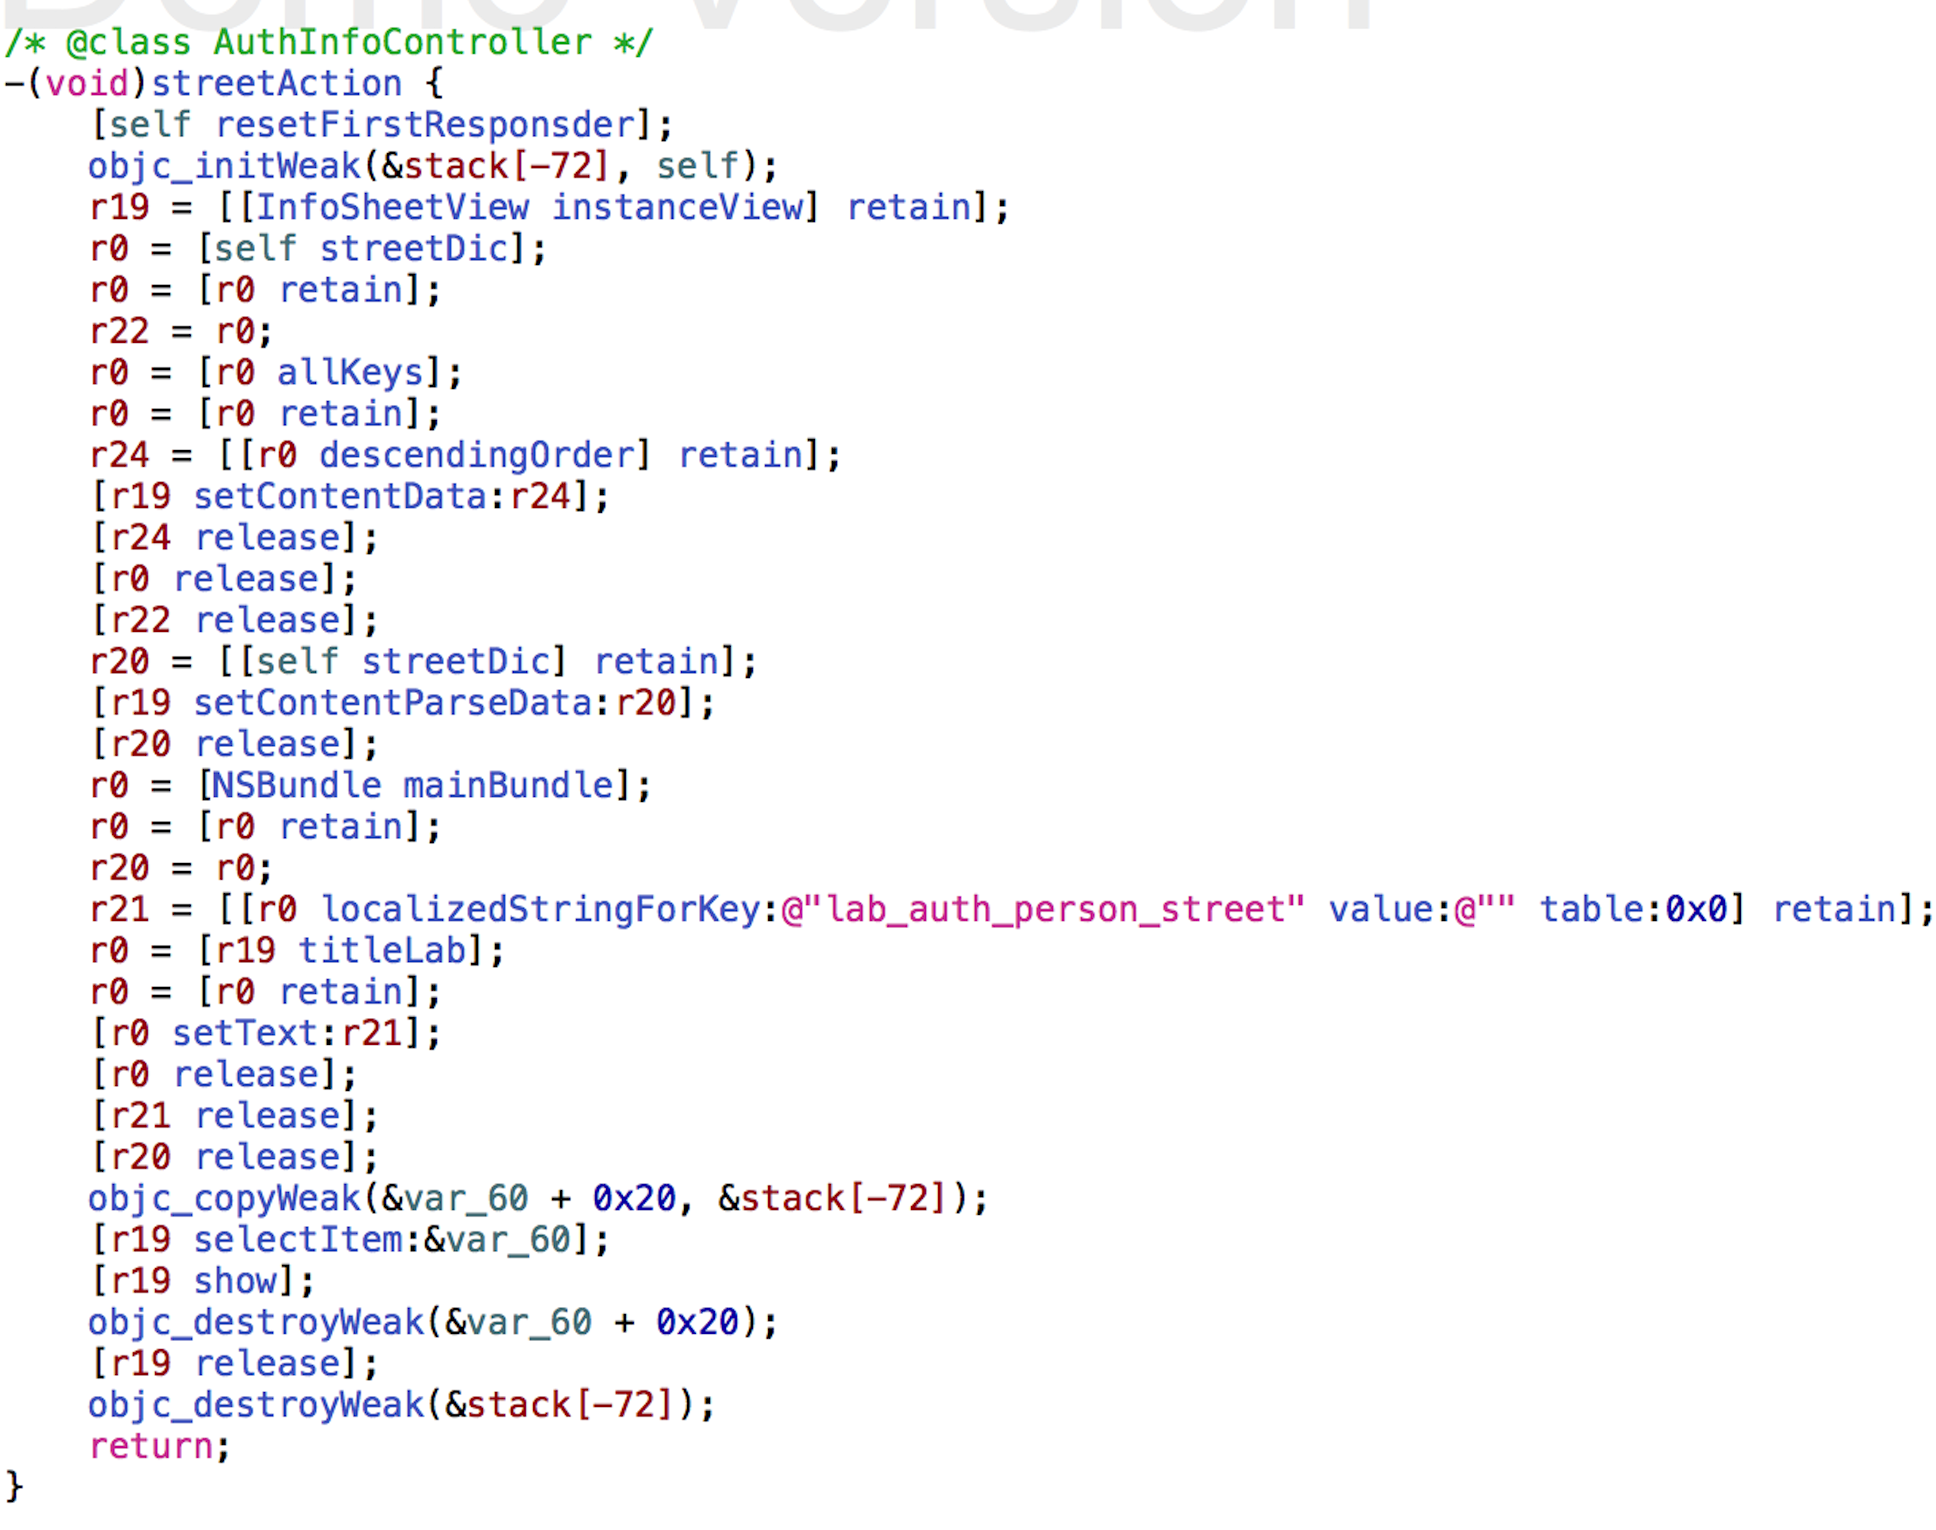 Demo Version
/* @class AuthInfoController */
-(void)streetAction {
    [self resetFirstResponsder];
    objc_initWeak(&stack[-72], self);
    r19 = [[InfoSheetView instanceView] retain];
    r0 = [self streetDic];
    r0 = [r0 retain];
    r22 = r0;
    r0 = [r0 allKeys];
    r0 = [r0 retain];
    r24 = [[r0 descendingOrder] retain];
    [r19 setContentData:r24];
    [r24 release];
    [r0 release];
    [r22 release];
    r20 = [[self streetDic] retain];
    [r19 setContentParseData:r20];
    [r20 release];
    r0 = [NSBundle mainBundle];
    r0 = [r0 retain];
    r20 = r0;
    r21 = [[r0 localizedStringForKey:@"lab_auth_person_street" value:@"" table:0x0] retain];
    r0 = [r19 titleLab];
    r0 = [r0 retain];
    [r0 setText:r21];
    [r0 release];
    [r21 release];
    [r20 release];
    objc_copyWeak(&var_60 + 0x20, &stack[-72]);
    [r19 selectItem:&var_60];
    [r19 show];
    objc_destroyWeak(&var_60 + 0x20);
    [r19 release];
    objc_destroyWeak(&stack[-72]);
    return;
}